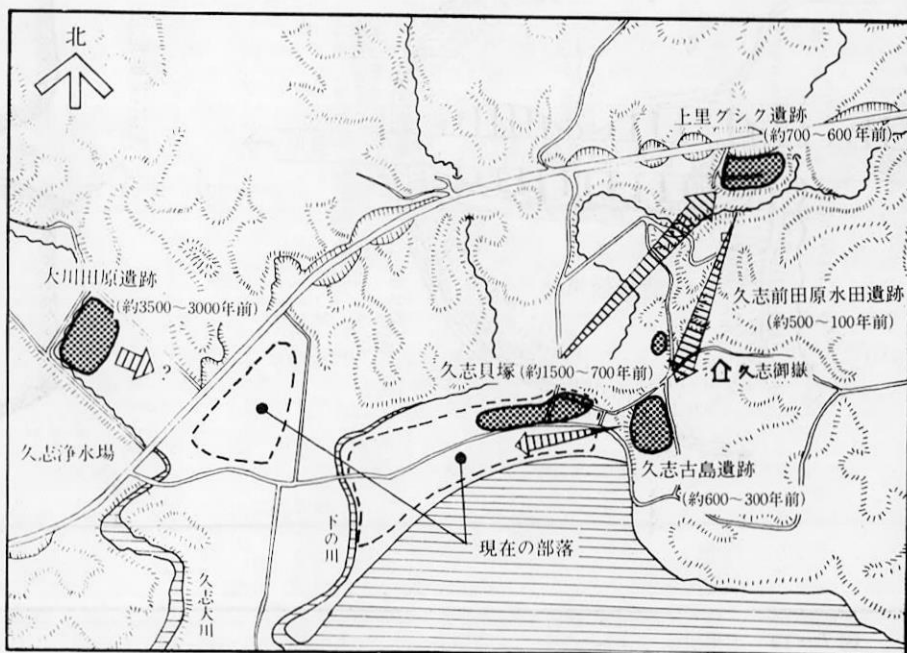 北
上里グシク遺跡
(約700〜600年前)
大川田原遺跡
(約3500〜3000年前)
?
久志前田原水田遺跡
(約500〜100年前)
久志貝塚(約1500〜700年前)
久志御嶽
久志浄水場
久志古島遺跡
(約600〜300年前)
下の川
現在の部落
久志大川